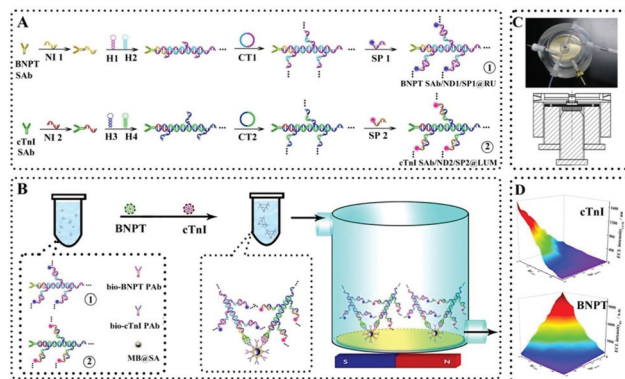 A
BNPT
SAb
NI 1
H1 H2
CT1
SP 1
①
BNPT SAb/ND1/SP1@RU
cTnI
SAb
NI 2
H3 H4
CT2
SP 2
②
cTnI SAb/ND2/SP2@LUM
B
BNPT
cTnI
①
②
bio-BNPT PAb
bio-cTnI PAb
MB@SA
S N
C
D
cTnI
BNPT